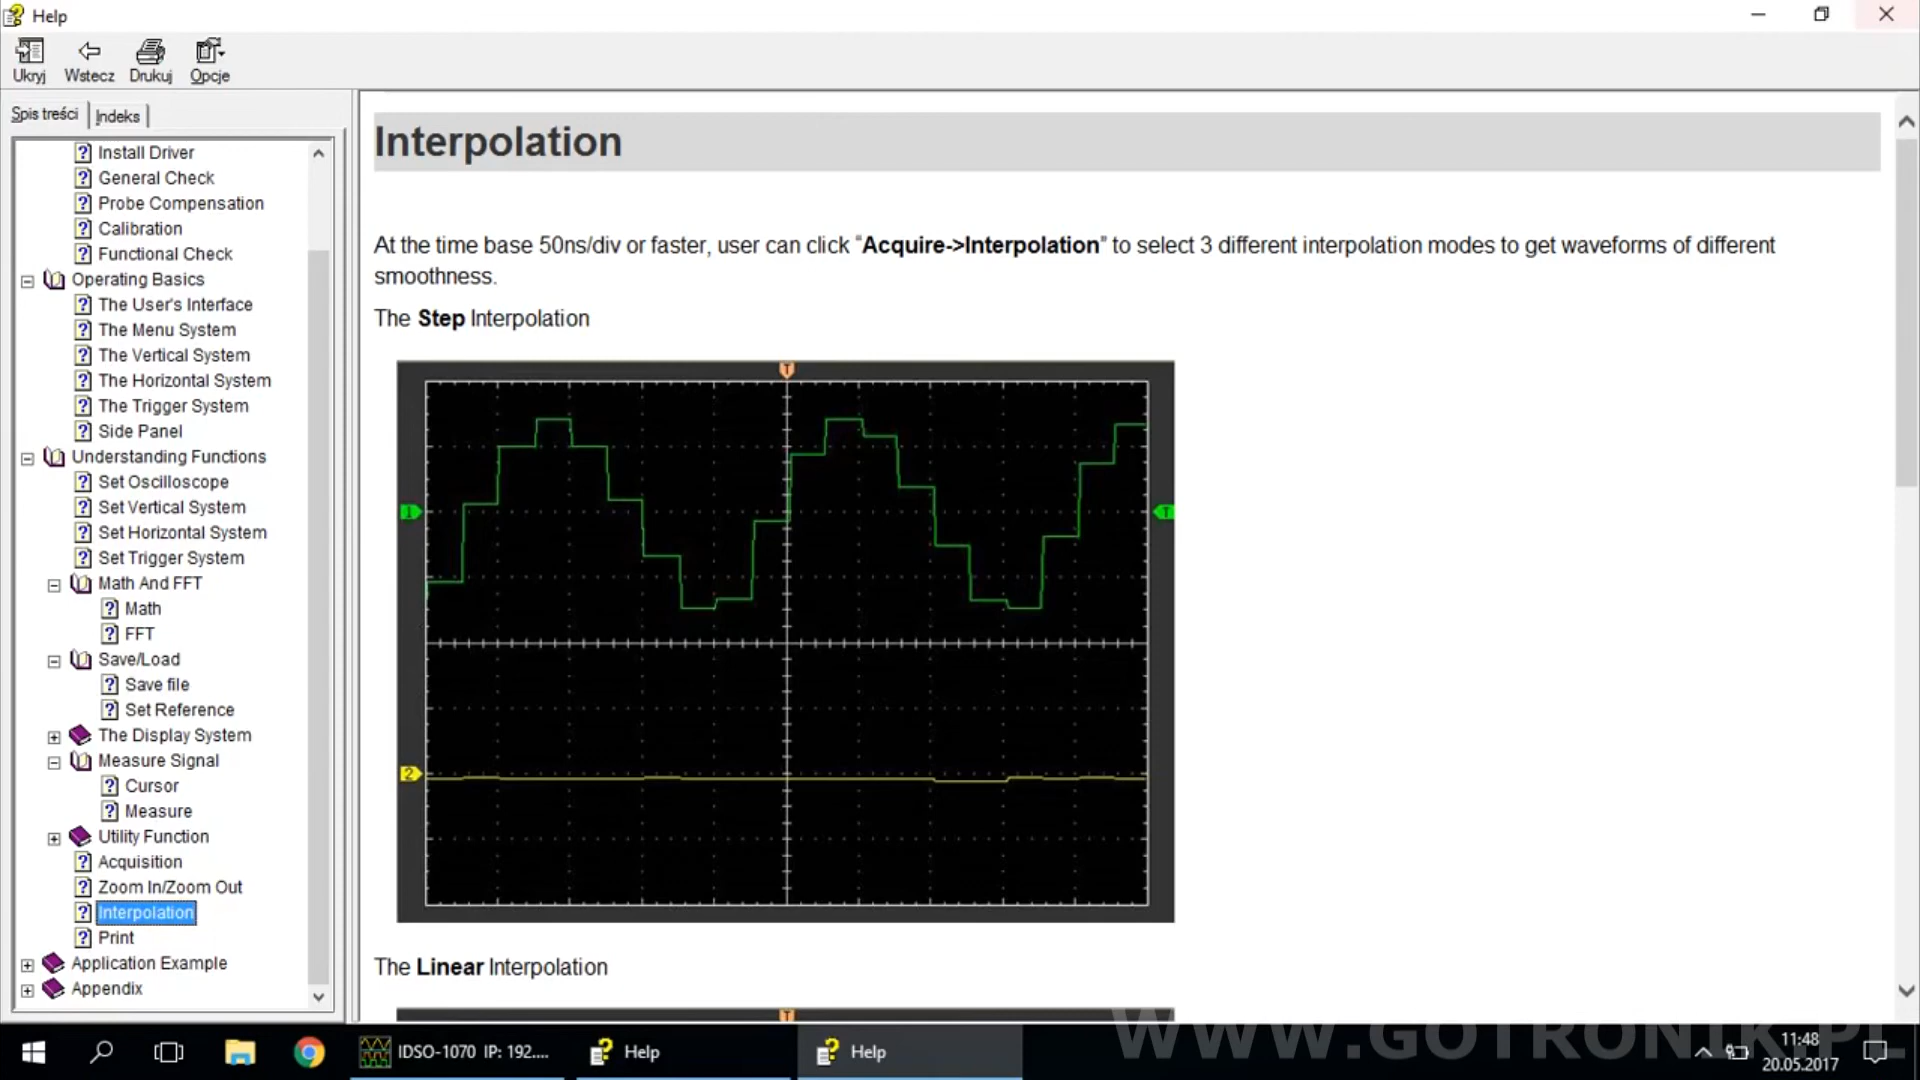 Help
Ukryj Wstecz Drukuj Opcje
Spis treści Indeks
Install Driver
General Check
Probe Compensation
Calibration
Functional Check
Operating Basics
The User's Interface
The Menu System
The Vertical System
The Horizontal System
The Trigger System
Side Panel
Understanding Functions
Set Oscilloscope
Set Vertical System
Set Horizontal System
Set Trigger System
Math And FFT
Math
FFT
Save/Load
Save file
Set Reference
The Display System
Measure Signal
Cursor
Measure
Utility Function
Acquisition
Zoom In/Zoom Out
Interpolation
Print
Application Example
Appendix
Interpolation
At the time base 50ns/div or faster, user can click “Acquire->Interpolation” to select 3 different interpolation modes to get waveforms of different
smoothness.
The Step Interpolation
T
1
T
2
The Linear Interpolation
T
WWW.GOTRONIK.PL
IDSO-1070 IP: 192.... Help Help
11:48
20.05.2017